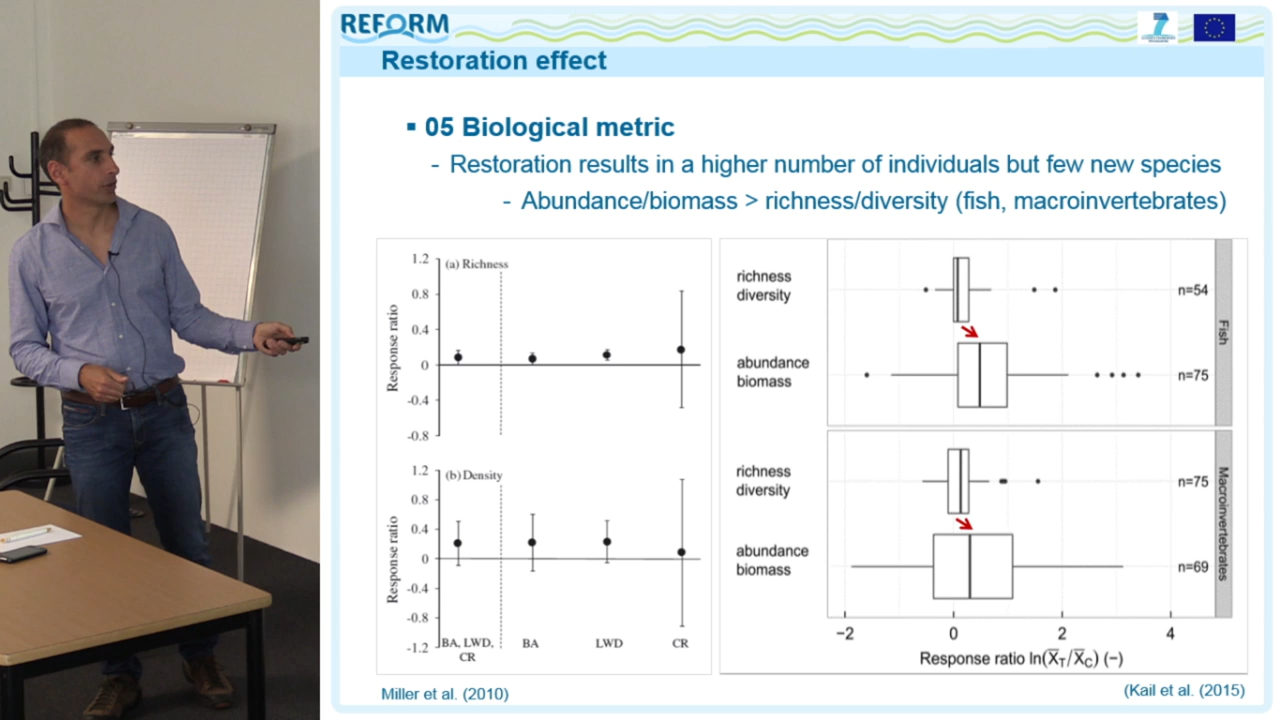 REFORM
7
Restoration effect
▪ 05 Biological metric
- Restoration results in a higher number of individuals but few new species
- Abundance/biomass > richness/diversity (fish, macroinvertebrates)
1.2
(a) Richness
0.8
0.4
0
-0.4
-0.8
Response ratio
1.2
(b) Density
0.8
0.4
0
-0.4
-0.8
-1.2
Response ratio
BA, LWD,
CR
BA
LWD
CR
Miller et al. (2010)
richness
diversity
n=54
abundance
biomass
n=75
Fish
richness
diversity
n=75
abundance
biomass
n=69
Macroinvertebrates
−2 0 2 4
Response ratio ln(X̅T/X̅C) (−)
(Kail et al. (2015)